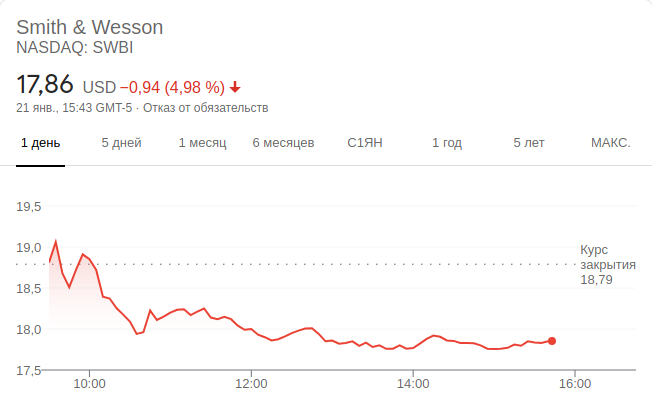 Smith & Wesson
NASDAQ: SWBI
17,86 USD −0,94 (4,98 %)
21 янв., 15:43 GMT-5 · Отказ от обязательств
1 день 5 дней 1 месяц 6 месяцев С1ЯН 1 год 5 лет МАКС.
19,5
19,0
18,5
18,0
17,5
Курс
закрытия
18,79
10:00 12:00 14:00 16:00